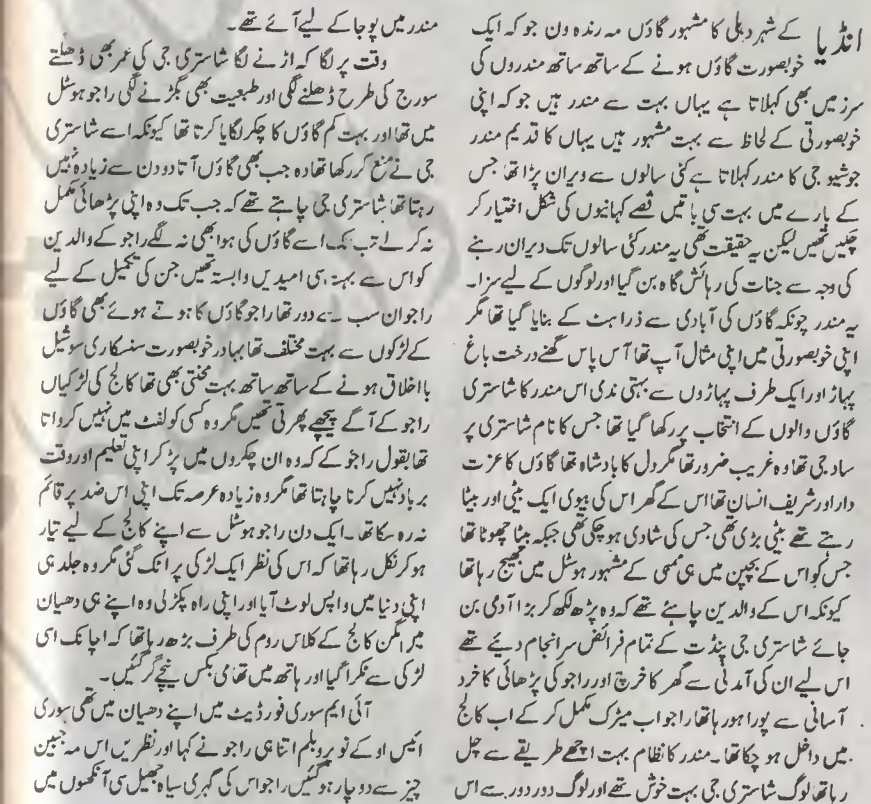 انڈیا کے شہر دہلی کا مشہور گاؤں مہ رندہ ون جو کہ ایک
خوبصورت گاؤں ہونے کے ساتھ ساتھ مندروں کی
سرزمیں بھی کہلاتا ہے یہاں بہت سے مندر ہیں جو کہ اپنی
خوبصورتی کے لحاظ سے بہت مشہور ہیں یہاں کا قدیم مندر
جو شیو جی کا مندر کہلاتا ہے کئی سالوں سے ویران پڑا تھا جس
کے بارے میں بہت سی باتیں قصے کہانیوں کی شکل اختیار کر
چکیں تھیں لیکن یہ حقیقت تھی یہ مندر کئی سالوں تک ویران رہنے
کی وجہ سے جنات کی رہائش گاہ بن گیا اور لوگوں کے لیے سزا۔
یہ مندر چونکہ گاؤں کی آبادی سے ذرا ہٹ کے بنایا گیا تھا مگر
اپنی خوبصورتی میں اپنی مثال آپ تھا آس پاس گھنے درخت باغ
پہاڑ اور ایک طرف پہاڑوں سے بہتی ندی اس مندر کا شاستری
گاؤں والوں کے انتخاب پر رکھا گیا تھا جس کا نام شاستری پر
ساد جی تھا وہ غریب ضرور تھا مگر دل کا بادشاہ تھا گاؤں کا عزت
دار اور شریف انسان تھا اس کے گھر اس کی بیوی ایک بیٹی اور بیٹا
رہتے تھے بیٹی بڑی تھی جس کی شادی ہو چکی تھی جبکہ بیٹا چھوٹا تھا
جس کو اس کے بچپن میں ہی ممبی کے مشہور ہوسٹل میں بھیج رہا تھا
کیونکہ اس کے والدین چاہتے تھے کہ وہ پڑھ لکھ کر بڑا آدمی بن
جائے شاستری جی پنڈت کے تمام فرائض سرانجام دیئے تھے
اس لیے ان کی آمدنی سے گھر کا خرچ اور راجو کی پڑھائی کا خرد
آسانی سے پورا ہو رہا تھا راجو اب میٹرک مکمل کر کے اب کالج
میں داخل ہو چکا تھا۔ مندر کا نظام بہت اچھے طریقے سے چل
رہا تھا لوگ شاستری جی بہت خوش تھے اور لوگ دور دور سے اس
مندر میں پوجا کے لیے آئے تھے۔
وقت پر لگا کہ اڑنے لگا شاستری جی کی عمر بھی ڈھلتے
سورج کی طرح ڈھلنے لگی اور طبعیت بھی بگڑنے لگی راجو ہوسٹل
میں تھا اور بہت کم گاؤں کا چکر لگایا کرتا تھا کیونکہ اسے شاستری
جی نے منع کر رکھا تھا وہ جب بھی گاؤں آتا دو دن سے زیادہ نہیں
رہتا تھا شاستری جی چاہتے تھے کہ جب تک وہ اپنی پڑھائی مکمل
نہ کر لے تب تک اسے گاؤں کی ہوا بھی نہ لگے راجو کے والدین
کو اس سے بہت سی امیدیں وابستہ تھیں جن کی تکمیل کے لیے
راجو ان سب سے دور تھا راجو گاؤں کا ہوتے ہوئے بھی گاؤں
کے لڑکوں سے بہت مختلف تھا بہادر خوبصورت سنسکاری سوشیل
با اخلاق ہونے کے ساتھ ساتھ بہت محنتی بھی تھا کالج کی لڑکیاں
راجو کے آگے پیچھے پھرتی تھیں مگر وہ کسی کو لفٹ میں نہیں کرواتا
تھا بقول راجو کے کہ وہ ان چکروں میں پڑ کر اپنی تعلیم اور وقت
برباد نہیں کرنا چاہتا تھا مگر وہ زیادہ عرصہ تک اپنی اس ضد پر قائم
نہ رہ سکا تھا۔ ایک دن راجو ہوسٹل سے اپنے کالج کے لیے تیار
ہو کر نکل رہا تھا کہ اس کی نظر ایک لڑکی پر اٹک گئی مگر وہ جلد ہی
اپنی دنیا میں واپس لوٹ آیا اور اپنی راہ پکڑ لی وہ اپنے ہی دھیان
میں مگن کالج کے کلاس روم کی طرف بڑھ رہا تھا کہ اچانک اسی
لڑکی سے ٹکرا گیا اور ہاتھ میں تھامی بکس نیچے گر گئیں۔
آئی ایم سوری فور ڈیٹ میں اپنے دھیان میں تھی سوری
ائیس او کے نو پرویلم اتنا ہی راجو نے کہا اور نظریں اس مہ جبین
چیز سے دو چار ہو گئیں راجو اس کی گہری سیاہ جھیل سی آنکھوں میں